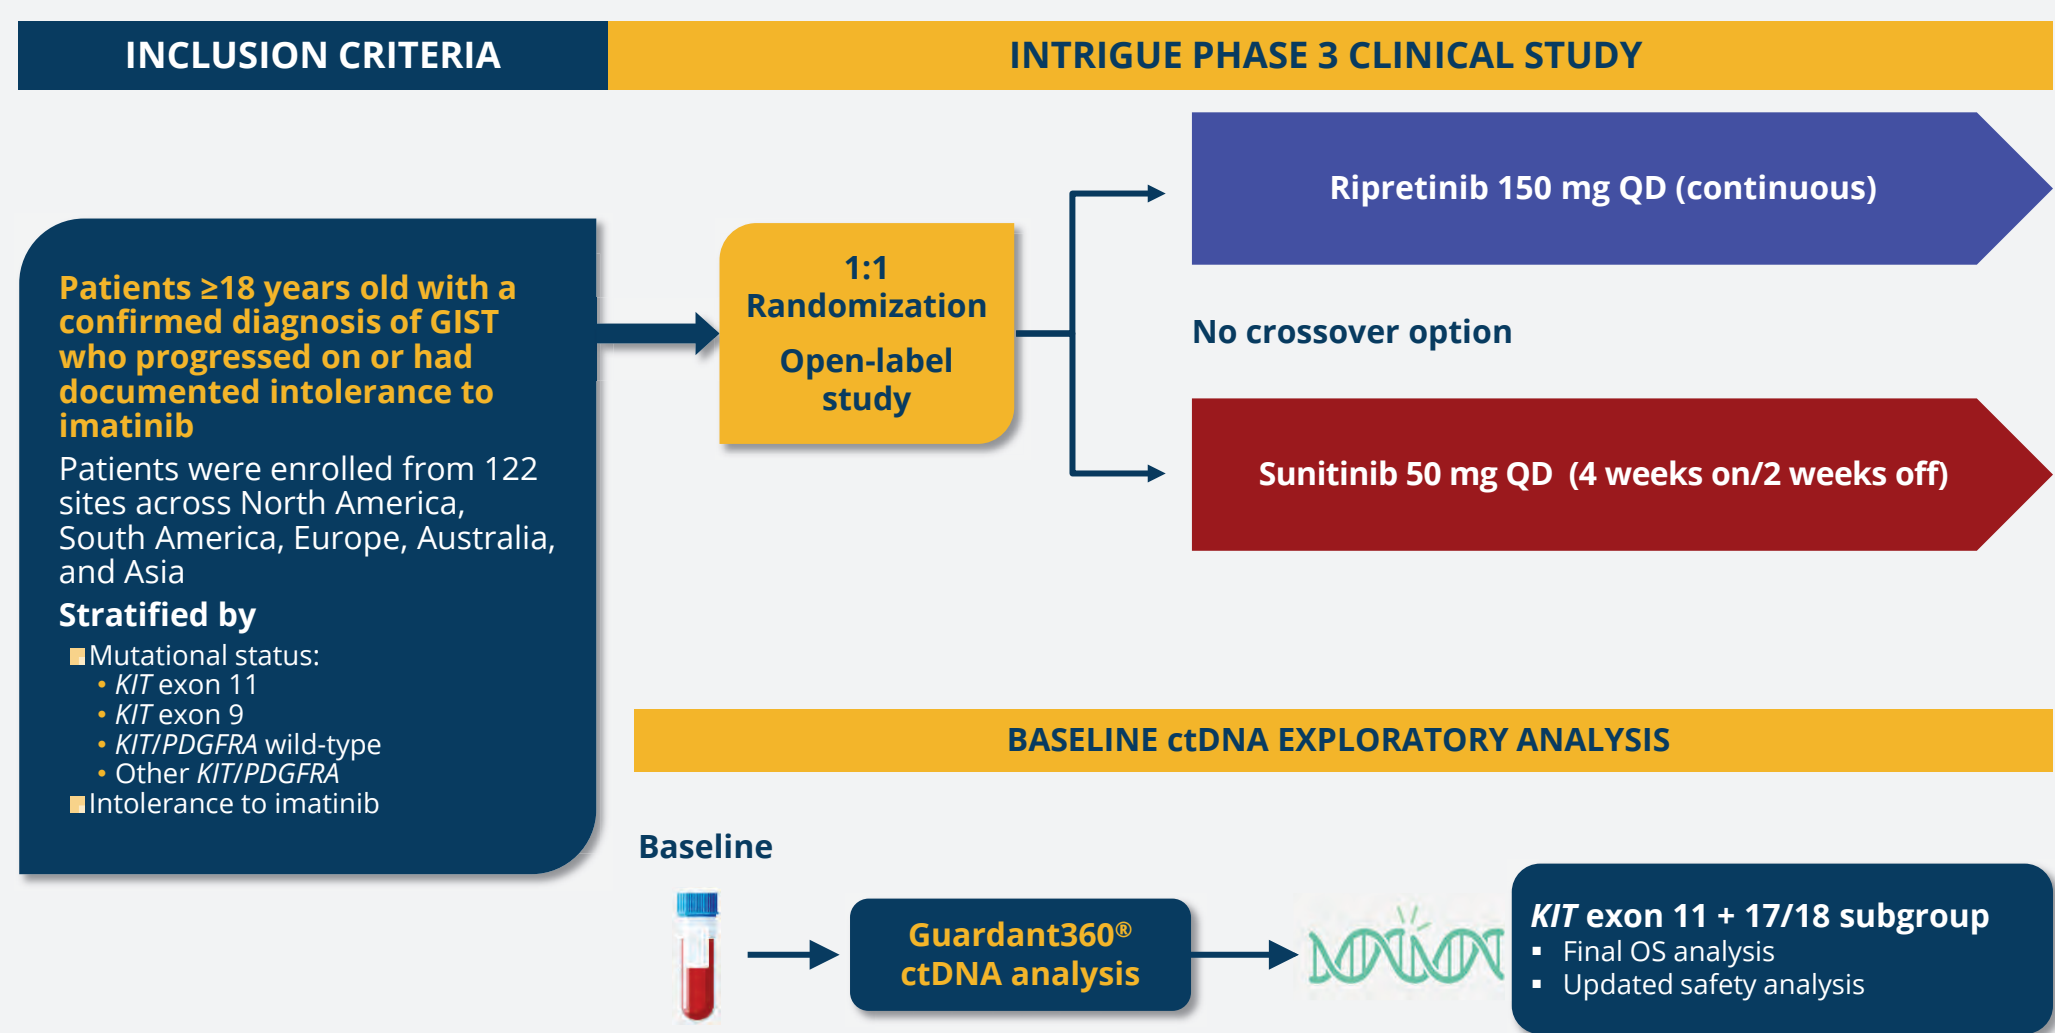 INCLUSION CRITERIA
INTRIGUE PHASE 3 CLINICAL STUDY
Patients ≥18 years old with a
confirmed diagnosis of GIST
who progressed on or had
documented intolerance to
imatinib
Patients were enrolled from 122
sites across North America,
South America, Europe, Australia,
and Asia
Stratified by
Mutational status:
• KIT exon 11
• KIT exon 9
• KIT/PDGFRA wild-type
• Other KIT/PDGFRA
Intolerance to imatinib
1:1
Randomization
Open-label
study
Ripretinib 150 mg QD (continuous)
No crossover option
Sunitinib 50 mg QD (4 weeks on/2 weeks off)
BASELINE ctDNA EXPLORATORY ANALYSIS
Baseline
Guardant360®
ctDNA analysis
KIT exon 11 + 17/18 subgroup
▪ Final OS analysis
▪ Updated safety analysis